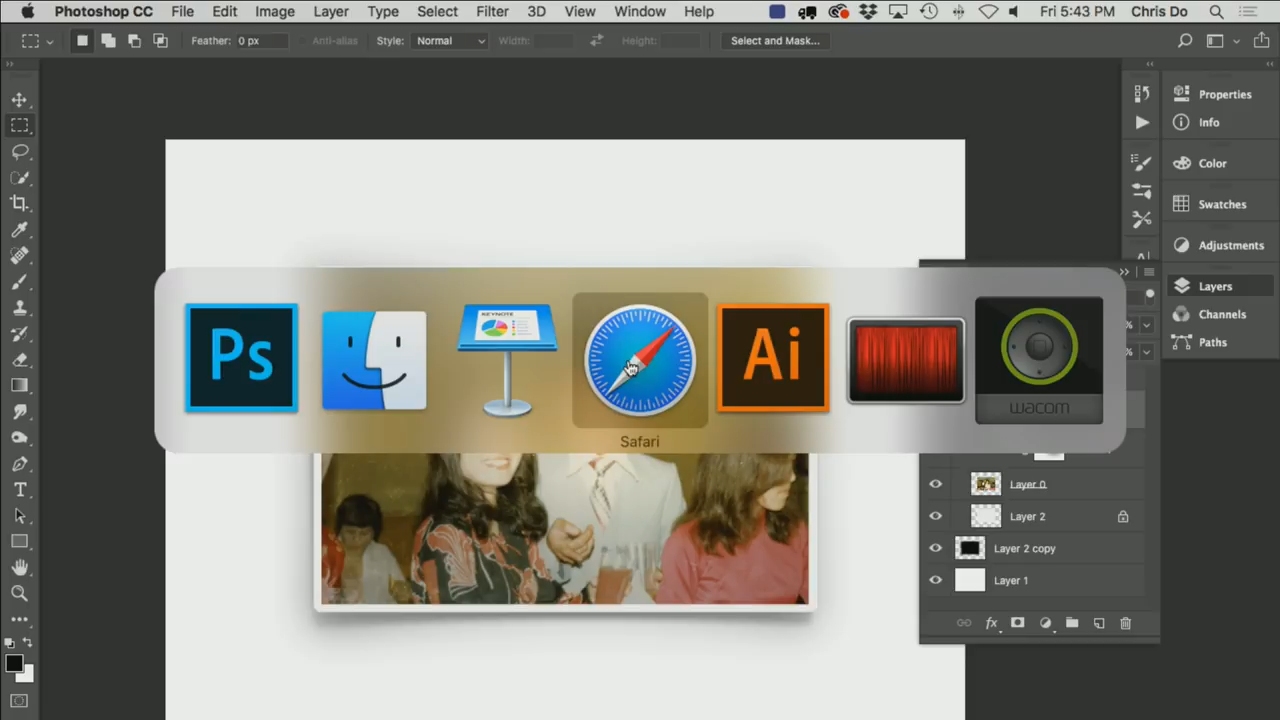 Photoshop CC File Edit Image Layer Type Select Filter 3D View Window Help Fri 5:43 PM Chris Do
Feather: 0 px Anti-alias Style: Normal Width: Height: Select and Mask...
Properties
Info
Color
Swatches
Adjustments
Layers
Channels
Paths
KEYNOTE
Ps
Ai
wacom
Safari
%
%
Layer 0
Layer 2
Layer 2 copy
Layer 1
fx